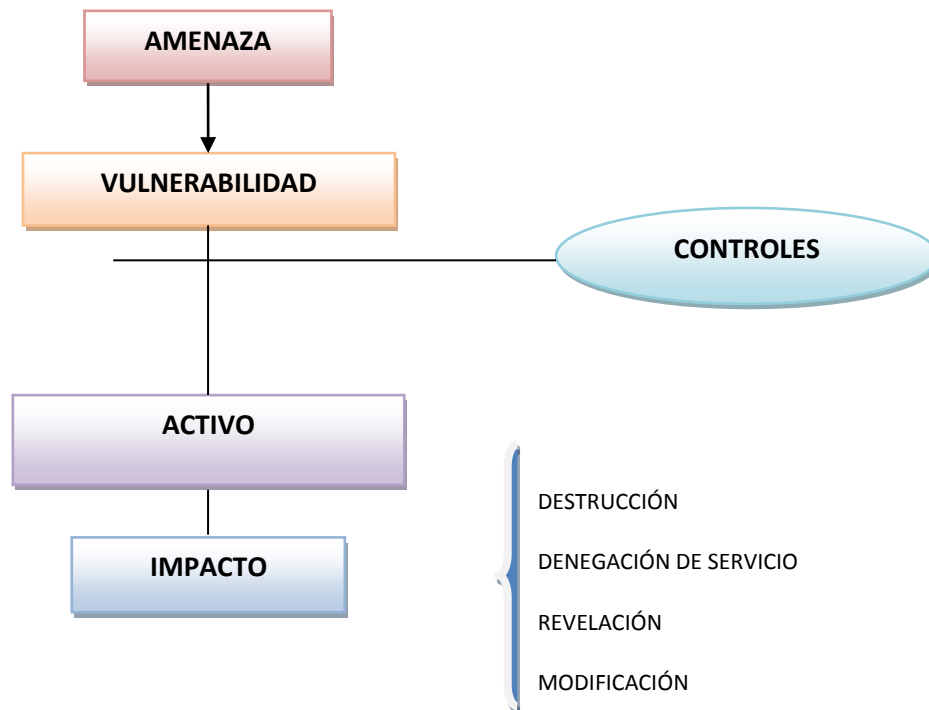 AMENAZA
VULNERABILIDAD
CONTROLES
ACTIVO
IMPACTO
DESTRUCCIÓN
DENEGACIÓN DE SERVICIO
REVELACIÓN
MODIFICACIÓN